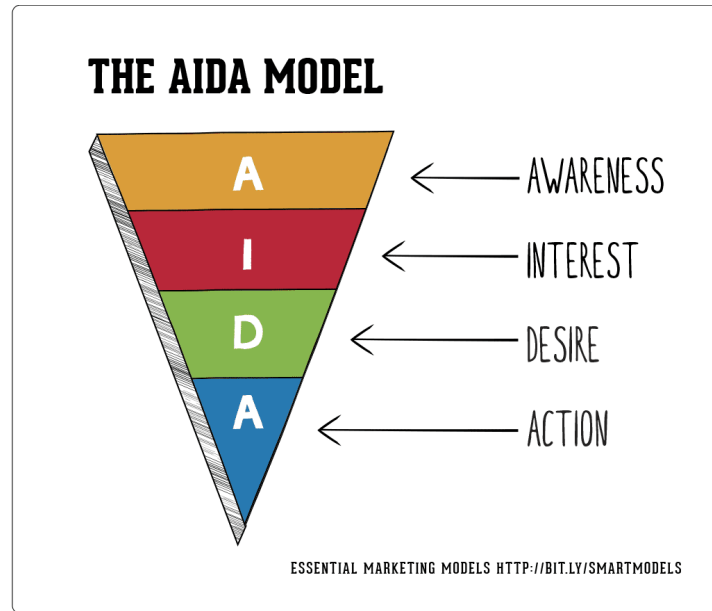 THE AIDA MODEL
A
AWARENESS
I
INTEREST
D
DESIRE
A
ACTION
ESSENTIAL MARKETING MODELS HTTP://BIT.LY/SMARTMODELS